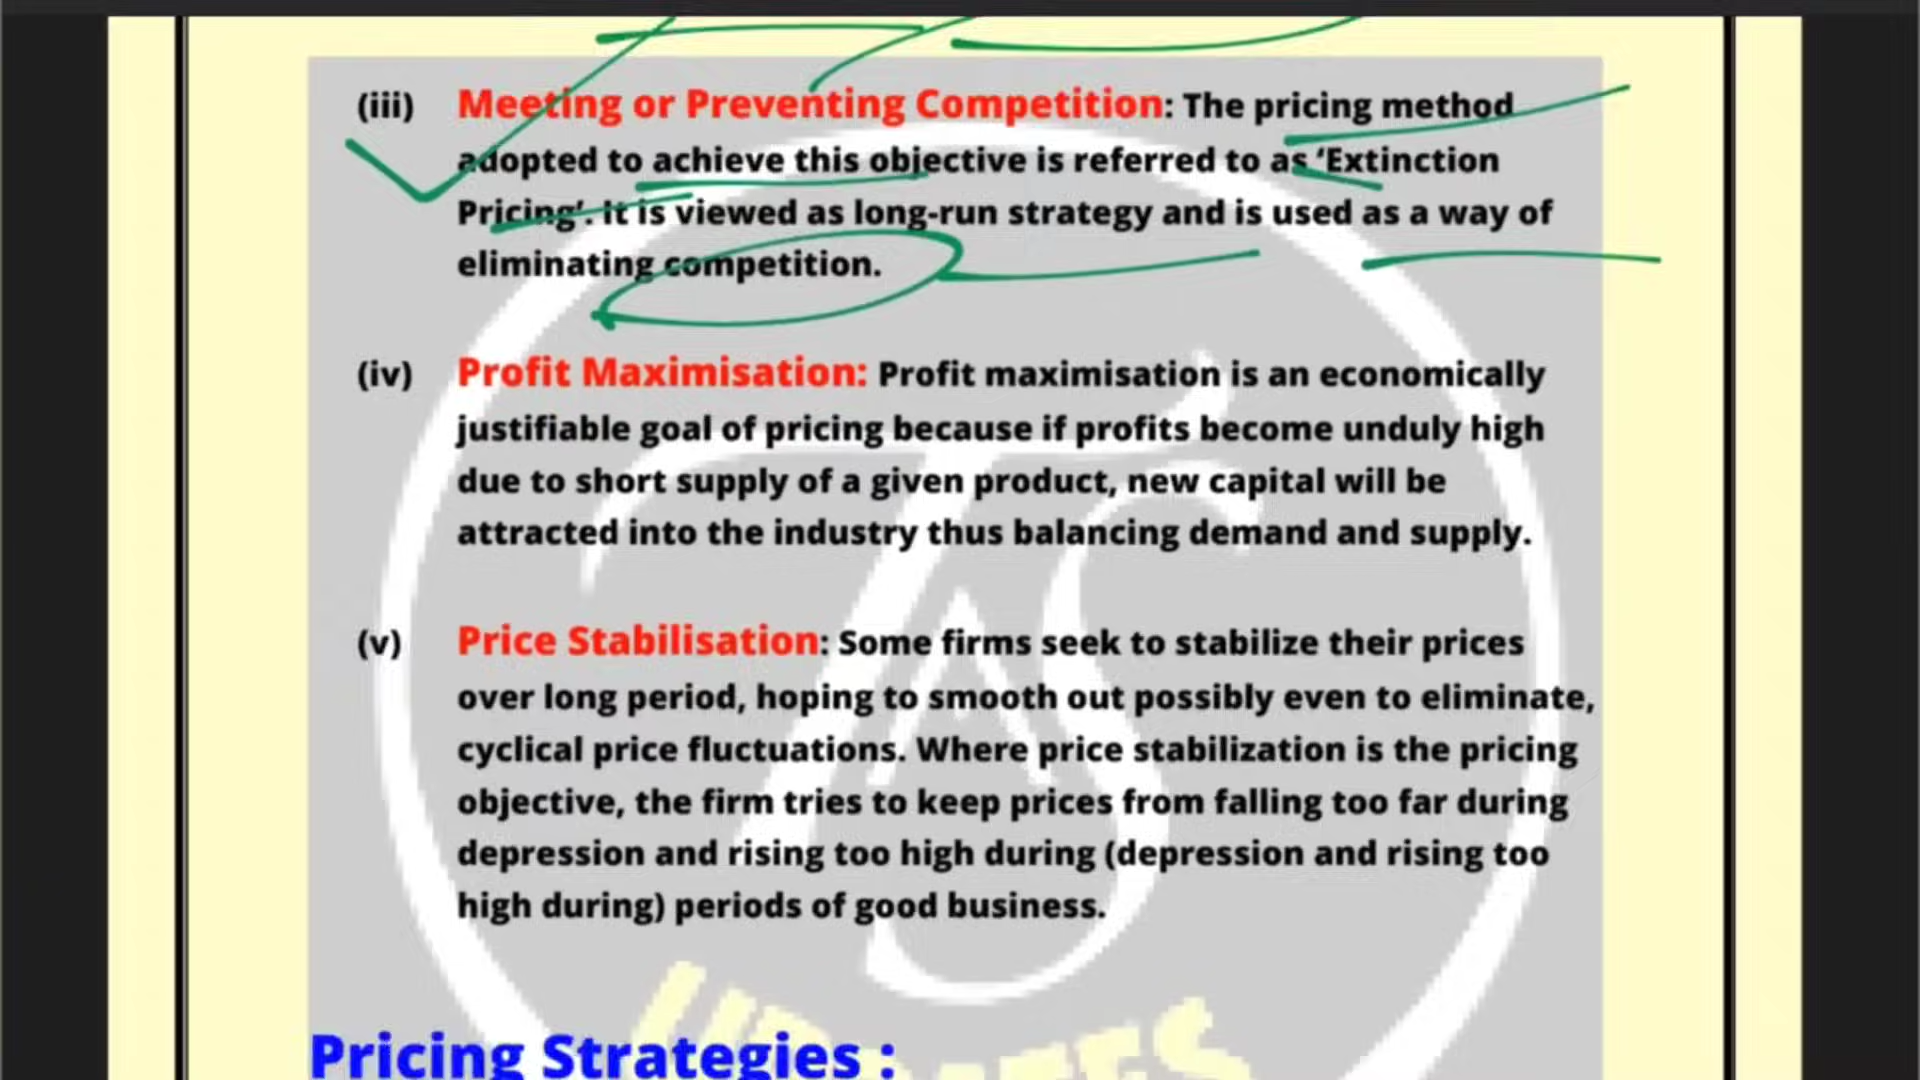 (iii) Meeting or Preventing Competition: The pricing method
adopted to achieve this objective is referred to as ‘Extinction
Pricing’. It is viewed as long-run strategy and is used as a way of
eliminating competition.
(iv) Profit Maximisation: Profit maximisation is an economically
justifiable goal of pricing because if profits become unduly high
due to short supply of a given product, new capital will be
attracted into the industry thus balancing demand and supply.
(v) Price Stabilisation: Some firms seek to stabilize their prices
over long period, hoping to smooth out possibly even to eliminate,
cyclical price fluctuations. Where price stabilization is the pricing
objective, the firm tries to keep prices from falling too far during
depression and rising too high during (depression and rising too
high during) periods of good business.
Pricing Strategies :